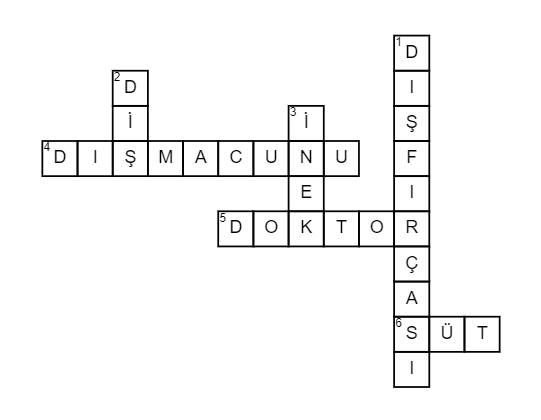 1 D
2 D I
İ 3 İ Ş
4 D I Ş M A C U N U F
E I
5 D O K T O R
Ç
A
6 S Ü T
I